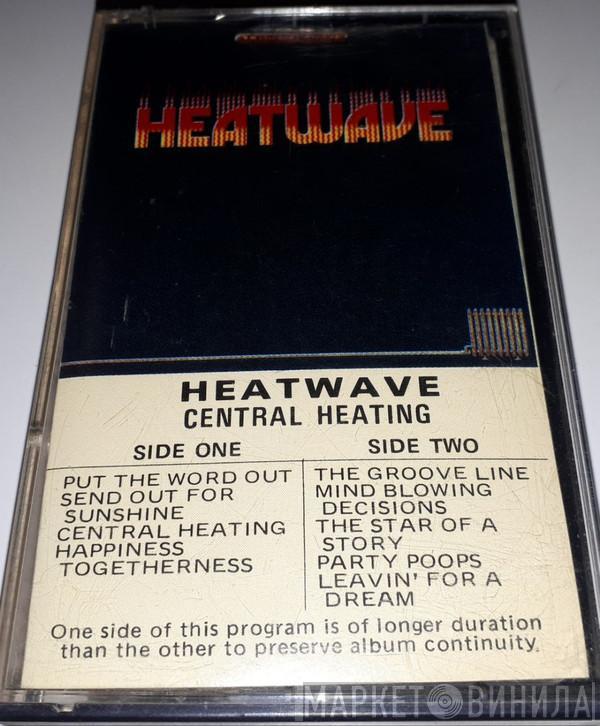 HEATWAVE
HEATWAVE
CENTRAL HEATING
SIDE ONE
PUT THE WORD OUT
SEND OUT FOR
SUNSHINE
CENTRAL HEATING
HAPPINESS
TOGETHERNESS
SIDE TWO
THE GROOVE LINE
MIND BLOWING
DECISIONS
THE STAR OF A
STORY
PARTY POOPS
LEAVIN' FOR A
DREAM
One side of this program is of longer duration
than the other to preserve album continuity.
МАРКЕТ ВИНИЛА